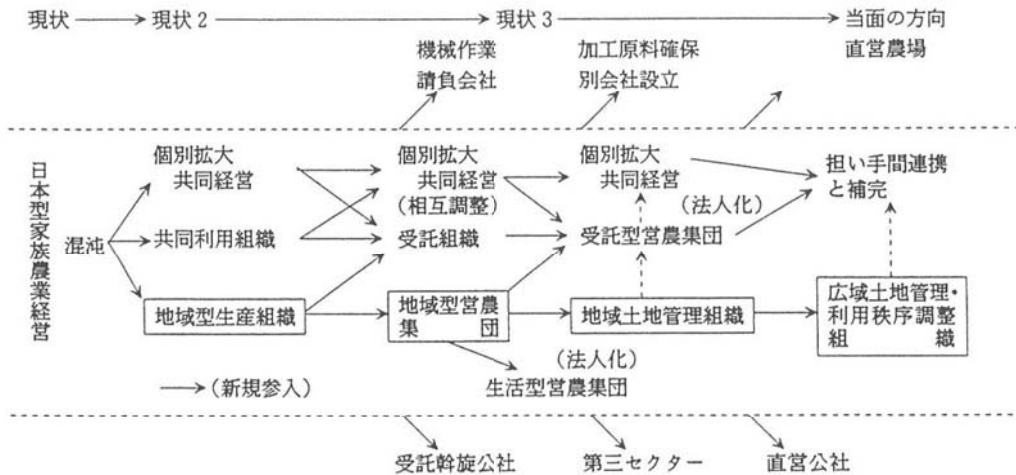 現状 現状 2 現状 3 当面の方向
機械作業
請負会社
加工原料確保
別会社設立
直営農場
日本型家族農業経営
混沌
個別拡大
共同経営
共同利用組織
地域型生産組織
個別拡大
共同経営
(相互調整)
受託組織
地域型営農
集団
個別拡大
共同経営
(法人化)
受託型営農集団
地域土地管理組織
担い手間連携
と補完
広域土地管理・
利用秩序調整
組織
(法人化)
生活型営農集団
(新規参入)
受託斡旋公社 第三セクター 直営公社